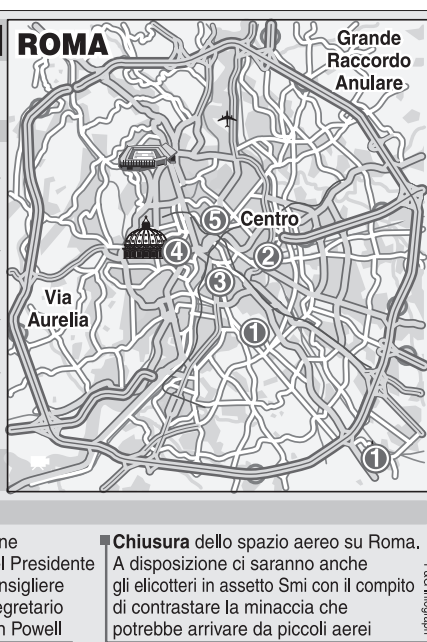 ROMA
Grande
Raccordo
Anulare
5
Centro
4
2
3
Via
Aurelia
1
1
ne
el Presidente
nsigliere
egretario
n Powell
Chiusura dello spazio aereo su Roma.
A disposizione ci saranno anche
gli elicotteri in assetto Smi con il compito
di contrastare la minaccia che
potrebbe arrivare da piccoli aerei